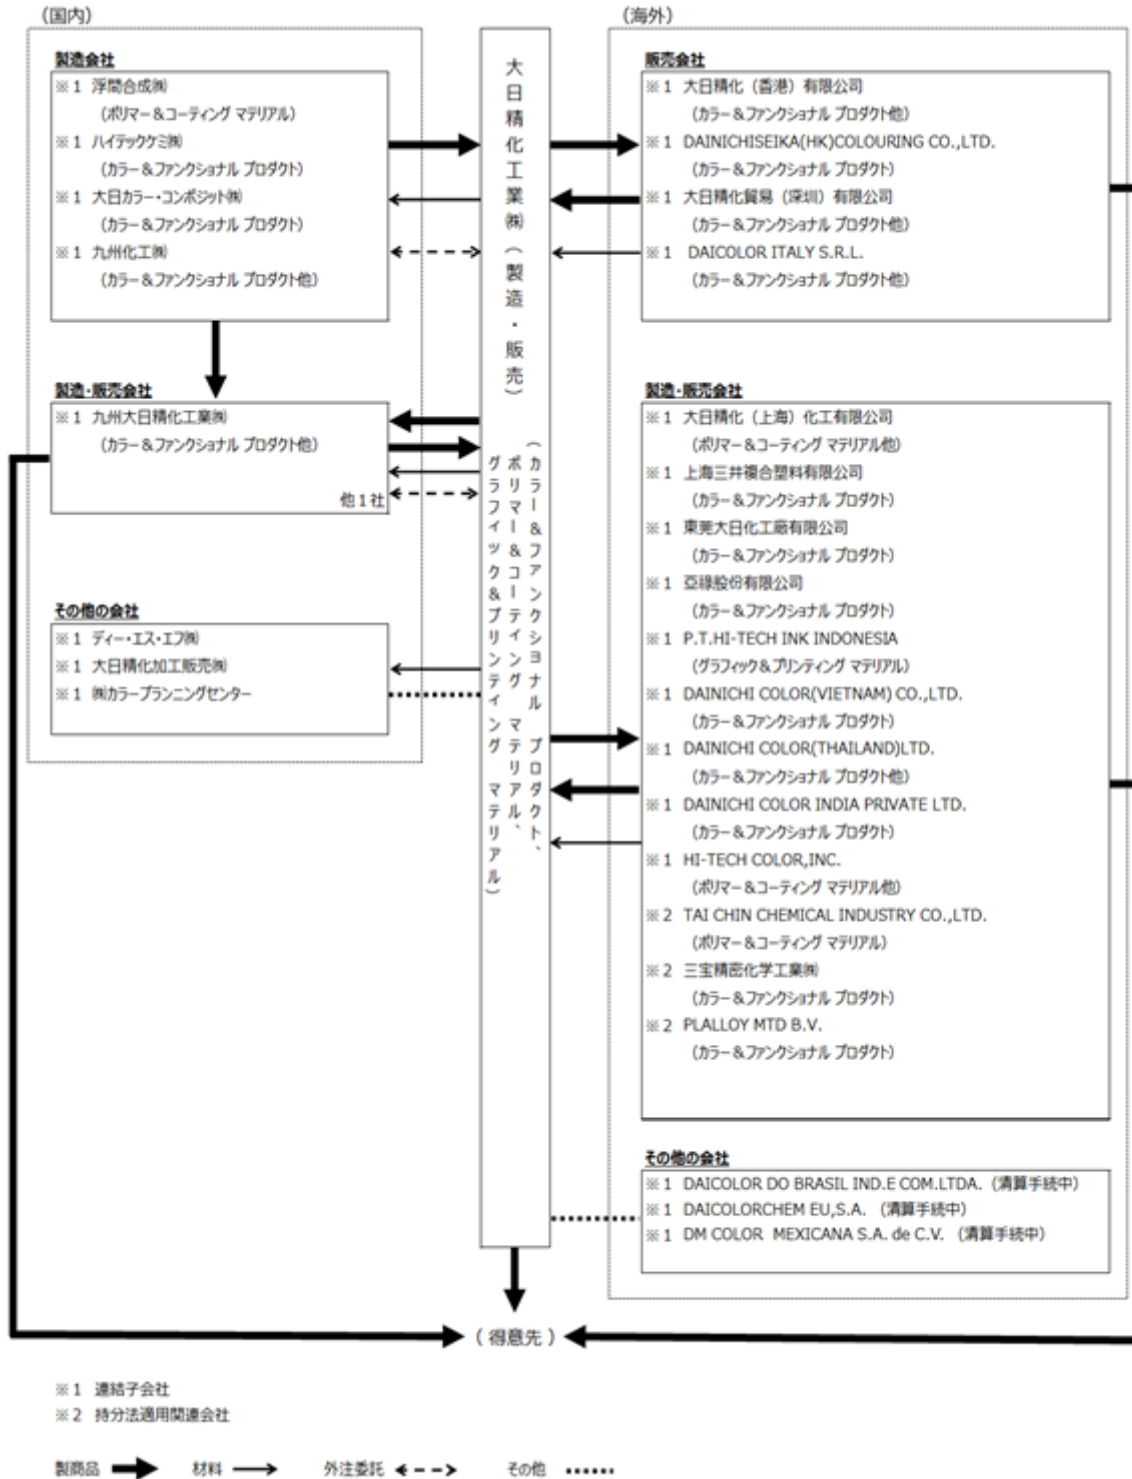 （国内）
製造会社
※１ 浮間合成㈱
（ポリマー＆コーティング マテリアル）
※１ ハイテックケミ㈱
（カラー＆ファンクショナル プロダクト）
※１ 大日カラー・コンポジット㈱
（カラー＆ファンクショナル プロダクト）
※１ 九州化工㈱
（カラー＆ファンクショナル プロダクト他）
製造・販売会社
※１ 九州大日精化工業㈱
（カラー＆ファンクショナル プロダクト他）
他１社
その他の会社
※１ ディー・エス・エフ㈱
※１ 大日精化加工販売㈱
※１ ㈱カラープランニングセンター
大日精化工業㈱（製造・販売）
（カラー＆ファンクショナル プロダクト、
ポリマー＆コーティング マテリアル、
グラフィック＆プリンティング マテリアル）
（海外）
販売会社
※１ 大日精化（香港）有限公司
（カラー＆ファンクショナル プロダクト他）
※１ DAINICHISEIKA(HK)COLOURING CO.,LTD.
（カラー＆ファンクショナル プロダクト他）
※１ 大日精化貿易（深圳）有限公司
（カラー＆ファンクショナル プロダクト他）
※１ DAICOLOR ITALY S.R.L.
（カラー＆ファンクショナル プロダクト他）
製造・販売会社
※１ 大日精化（上海）化工有限公司
（ポリマー＆コーティング マテリアル他）
※１ 上海三井複合塑料有限公司
（カラー＆ファンクショナル プロダクト）
※１ 東莞大日化工廠有限公司
（カラー＆ファンクショナル プロダクト）
※１ 亞祿股份有限公司
（カラー＆ファンクショナル プロダクト）
※１ P.T.HI-TECH INK INDONESIA
（グラフィック＆プリンティング マテリアル）
※１ DAINICHI COLOR(VIETNAM) CO.,LTD.
（カラー＆ファンクショナル プロダクト）
※１ DAINICHI COLOR(THAILAND)LTD.
（カラー＆ファンクショナル プロダクト他）
※１ DAINICHI COLOR INDIA PRIVATE LTD.
（カラー＆ファンクショナル プロダクト）
※１ HI-TECH COLOR,INC.
（ポリマー＆コーティング マテリアル他）
※２ TAI CHIN CHEMICAL INDUSTRY CO.,LTD.
（ポリマー＆コーティング マテリアル）
※２ 三宝精密化学工業㈱
（カラー＆ファンクショナル プロダクト）
※２ PLALLOY MTD B.V.
（カラー＆ファンクショナル プロダクト）
その他の会社
※１ DAICOLOR DO BRASIL IND.E COM.LTDA.（清算手続中）
※１ DAICOLORCHEM EU,S.A.（清算手続中）
※１ DM COLOR MEXICANA S.A. de C.V.（清算手続中）
（得意先）
※１ 連結子会社
※２ 持分法適用関連会社
製商品 材料 外注委託 その他